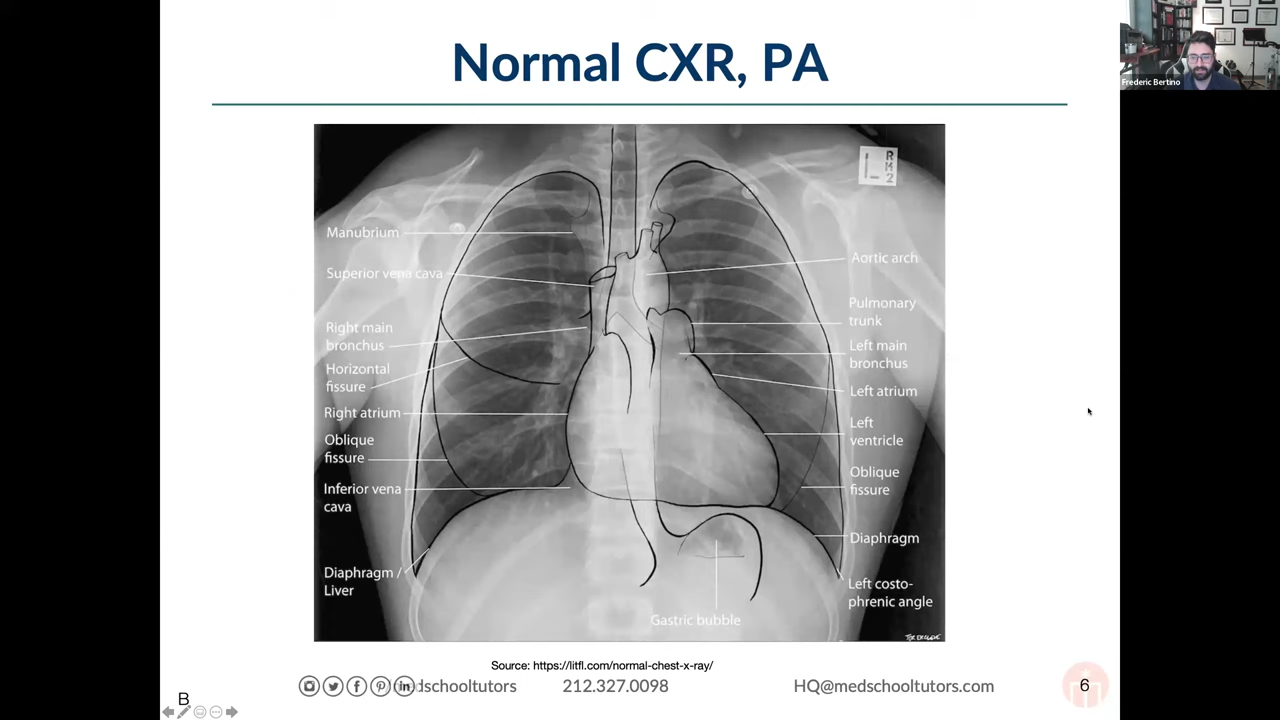 Normal CXR, PA
Frederic Bertino
L
R
M
2
Manubrium
Superior vena cava
Right main
bronchus
Horizontal
fissure
Right atrium
Oblique
fissure
Inferior vena
cava
Diaphragm /
Liver
Aortic arch
Pulmonary
trunk
Left main
bronchus
Left atrium
Left
ventricle
Oblique
fissure
Diaphragm
Left costo-
phrenic angle
Gastric bubble
Source: https://litfl.com/normal-chest-x-ray/
B
212.327.0098
HQ@medschooltutors.com
6